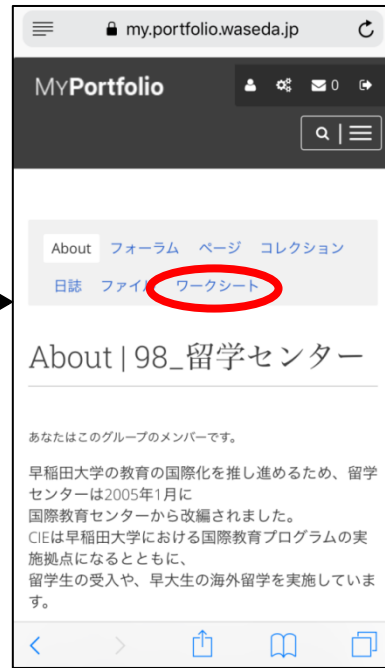 my.portfolio.waseda.jp
MYPortfolio
0
About フォーラム ページ コレクション
日誌 ファイル ワークシート
About | 98_留学センター
あなたはこのグループのメンバーです。
早稲田大学の教育の国際化を推し進めるため、留学
センターは2005年1月に
国際教育センターから改編されました。
CIEは早稲田大学における国際教育プログラムの実
施拠点になるとともに、
留学生の受入や、早大生の海外留学を実施していま
す。